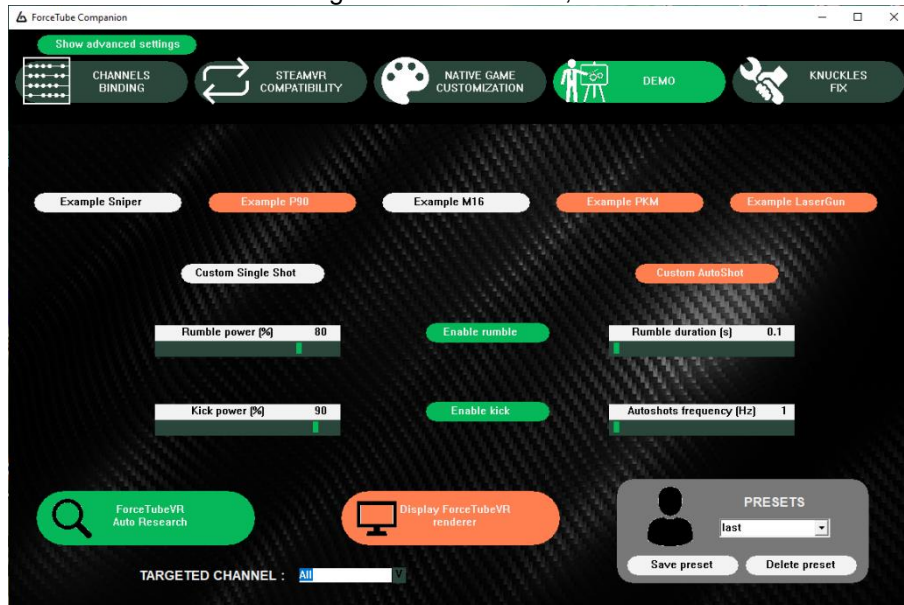 ForceTube Companion
Show advanced settings
CHANNELS
BINDING
STEAMVR
COMPATIBILITY
NATIVE GAME
CUSTOMIZATION
DEMO
KNUCKLES
FIX
Example Sniper
Example P90
Example M16
Example PKM
Example LaserGun
Custom Single Shot
Custom AutoShot
Rumble power (%) 80
Enable rumble
Rumble duration (s) 0.1
Kick power (%) 90
Enable kick
Autoshots frequency (Hz) 1
ForceTubeVR
Auto Research
Display ForceTubeVR
renderer
PRESETS
last
Save preset
Delete preset
TARGETED CHANNEL : All V